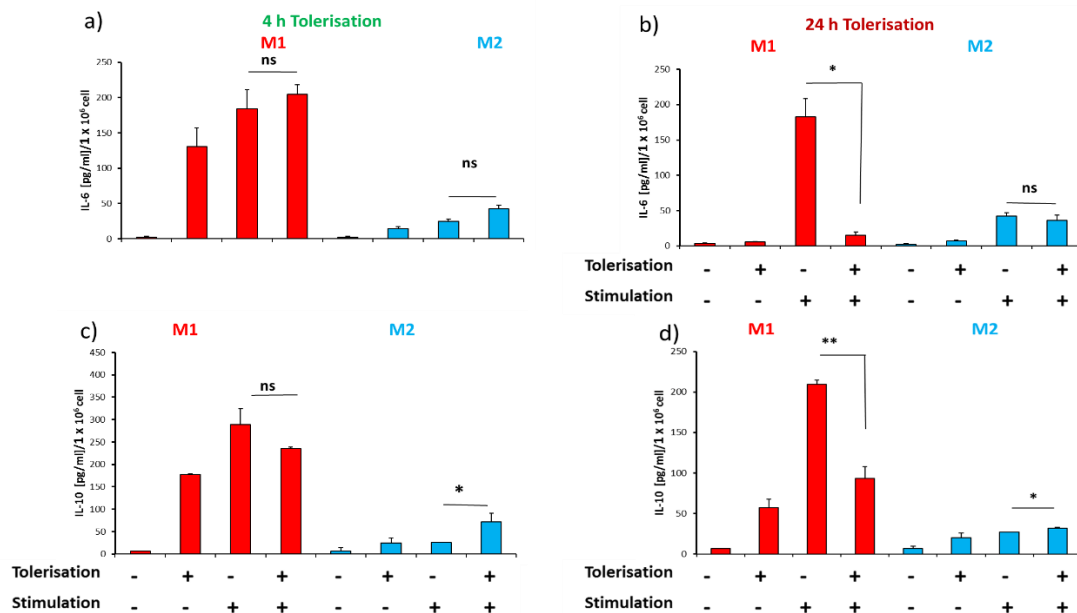 a)
4 h Tolerisation
M1
M2
ns
ns
250
200
150
100
50
0
IL-6 [pg/ml]/1 x 10⁶ cell
b)
24 h Tolerisation
M1
M2
*
ns
250
200
150
100
50
0
IL-6 [pg/ml]/1 x 10⁶ cell
Tolerisation - + - + - + - +
Stimulation - - + + - - + +
c)
M1
M2
ns
*
450
400
350
300
250
200
150
100
50
0
IL-10 [pg/ml]/1 x 10⁶ cell
Tolerisation - + - + - + - +
Stimulation - - + + - - + +
d)
M1
M2
**
*
250
200
150
100
50
0
IL-10 [pg/ml]/1 x 10⁶ cell
Tolerisation - + - + - + - +
Stimulation - - + + - - + +